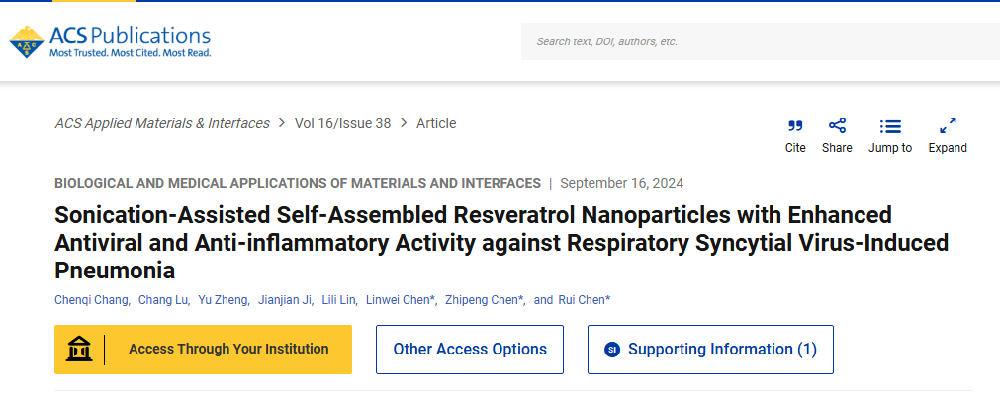 ACS Publications
Most Trusted. Most Cited. Most Read.
Search text, DOI, authors, etc.
ACS Applied Materials & Interfaces > Vol 16/Issue 38 > Article
Cite Share Jump to Expand
BIOLOGICAL AND MEDICAL APPLICATIONS OF MATERIALS AND INTERFACES | September 16, 2024
Sonication-Assisted Self-Assembled Resveratrol Nanoparticles with Enhanced
Antiviral and Anti-inflammatory Activity against Respiratory Syncytial Virus-Induced
Pneumonia
Chenqi Chang, Chang Lu, Yu Zheng, Jianjian Ji, Lili Lin, Linwei Chen*, Zhipeng Chen*, and Rui Chen*
Access Through Your Institution
Other Access Options
SI Supporting Information (1)